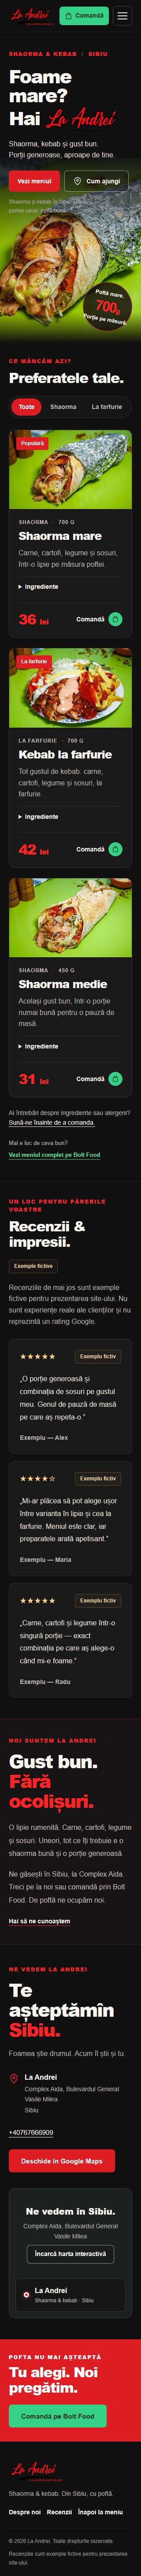 La Andrei
Comandă
SHAORMA & KEBAB / SIBIU
Foame
mare?
Hai La Andrei
Shaorma, kebab și gust bun.
Porții generoase, aproape de tine.
Vezi meniul
Cum ajungi
Poftă mare.
700g
Porție pe măsură.
CE MÂNCĂM AZI?
Preferatele tale.
Toate
Shaorma
La farfurie
Populară
SHAORMA · 700 G
Shaorma mare
Carne, cartofi, legume și sosuri,
într-o lipie pe măsura poftei.
Ingrediente
36 lei
Comandă
La farfurie
LA FARFURIE · 700 G
Kebab la farfurie
Tot gustul de kebab: carne,
cartofi, legume și sosuri, la
farfurie.
Ingrediente
42 lei
Comandă
SHAORMA · 450 G
Shaorma medie
Același gust bun, într-o porție
numai bună pentru o pauză de
masă.
Ingrediente
31 lei
Comandă
Ai întrebări despre ingrediente sau alergeni?
Sună-ne înainte de a comanda.
Mai e loc de ceva bun?
Vezi meniul complet pe Bolt Food
UN LOC PENTRU PĂRERILE
VOASTRE
Recenzii &
impresii.
Exemple fictive
Recenziile de mai jos sunt exemple
fictive pentru prezentarea site-ului. Nu
sunt experiențe reale ale clienților și nu
reprezintă un rating Google.
★★★★★
Exemplu fictiv
„O porție generoasă și
combinația de sosuri pe gustul
meu. Genul de pauză de masă
pe care aș repeta-o.”
Exemplu — Alex
★★★★☆
Exemplu fictiv
„Mi-ar plăcea să pot alege ușor
între varianta în lipie și cea la
farfurie. Meniul este clar, iar
prezentarea arată apetisant.”
Exemplu — Maria
★★★★★
Exemplu fictiv
„Carne, cartofi și legume într-o
singură porție — exact
combinația pe care aș alege-o
când mi-e foame.”
Exemplu — Radu
NOI SUNTEM LA ANDREI
Gust bun.
Fără
ocolișuri.
O lipie rumenită. Carne, cartofi, legume
și sosuri. Uneori, tot ce îți trebuie e o
shaorma bună și o porție generoasă.
Ne găsești în Sibiu, la Complex Aida.
Treci pe la noi sau comandă prin Bolt
Food. De poftă ne ocupăm noi.
Hai să ne cunoaștem
NE VEDEM LA ANDREI
Te
așteptămîn
Sibiu.
Foamea știe drumul. Acum îl știi și tu.
La Andrei
Complex Aida, Bulevardul General
Vasile Milea
Sibiu
+40767666909
Deschide în Google Maps
Ne vedem în Sibiu.
Complex Aida, Bulevardul General
Vasile Milea
Încarcă harta interactivă
La Andrei
Shaorma & kebab · Sibiu
POFTA NU MAI AȘTEAPTĂ
Tu alegi. Noi
pregătim.
Comandă pe Bolt Food
La Andrei
Shaorma & kebab. Din Sibiu, cu poftă.
Despre noi
Recenzii
Înapoi la meniu
© 2026 La Andrei. Toate drepturile rezervate.
Recenziile sunt exemple fictive pentru prezentarea
site-ului.